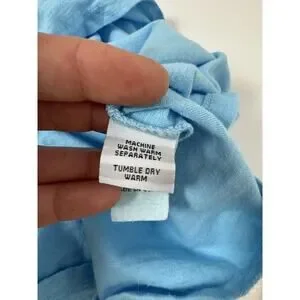 MACHINE
WASH WARM
SEPARATELY
TUMBLE DRY
WARM